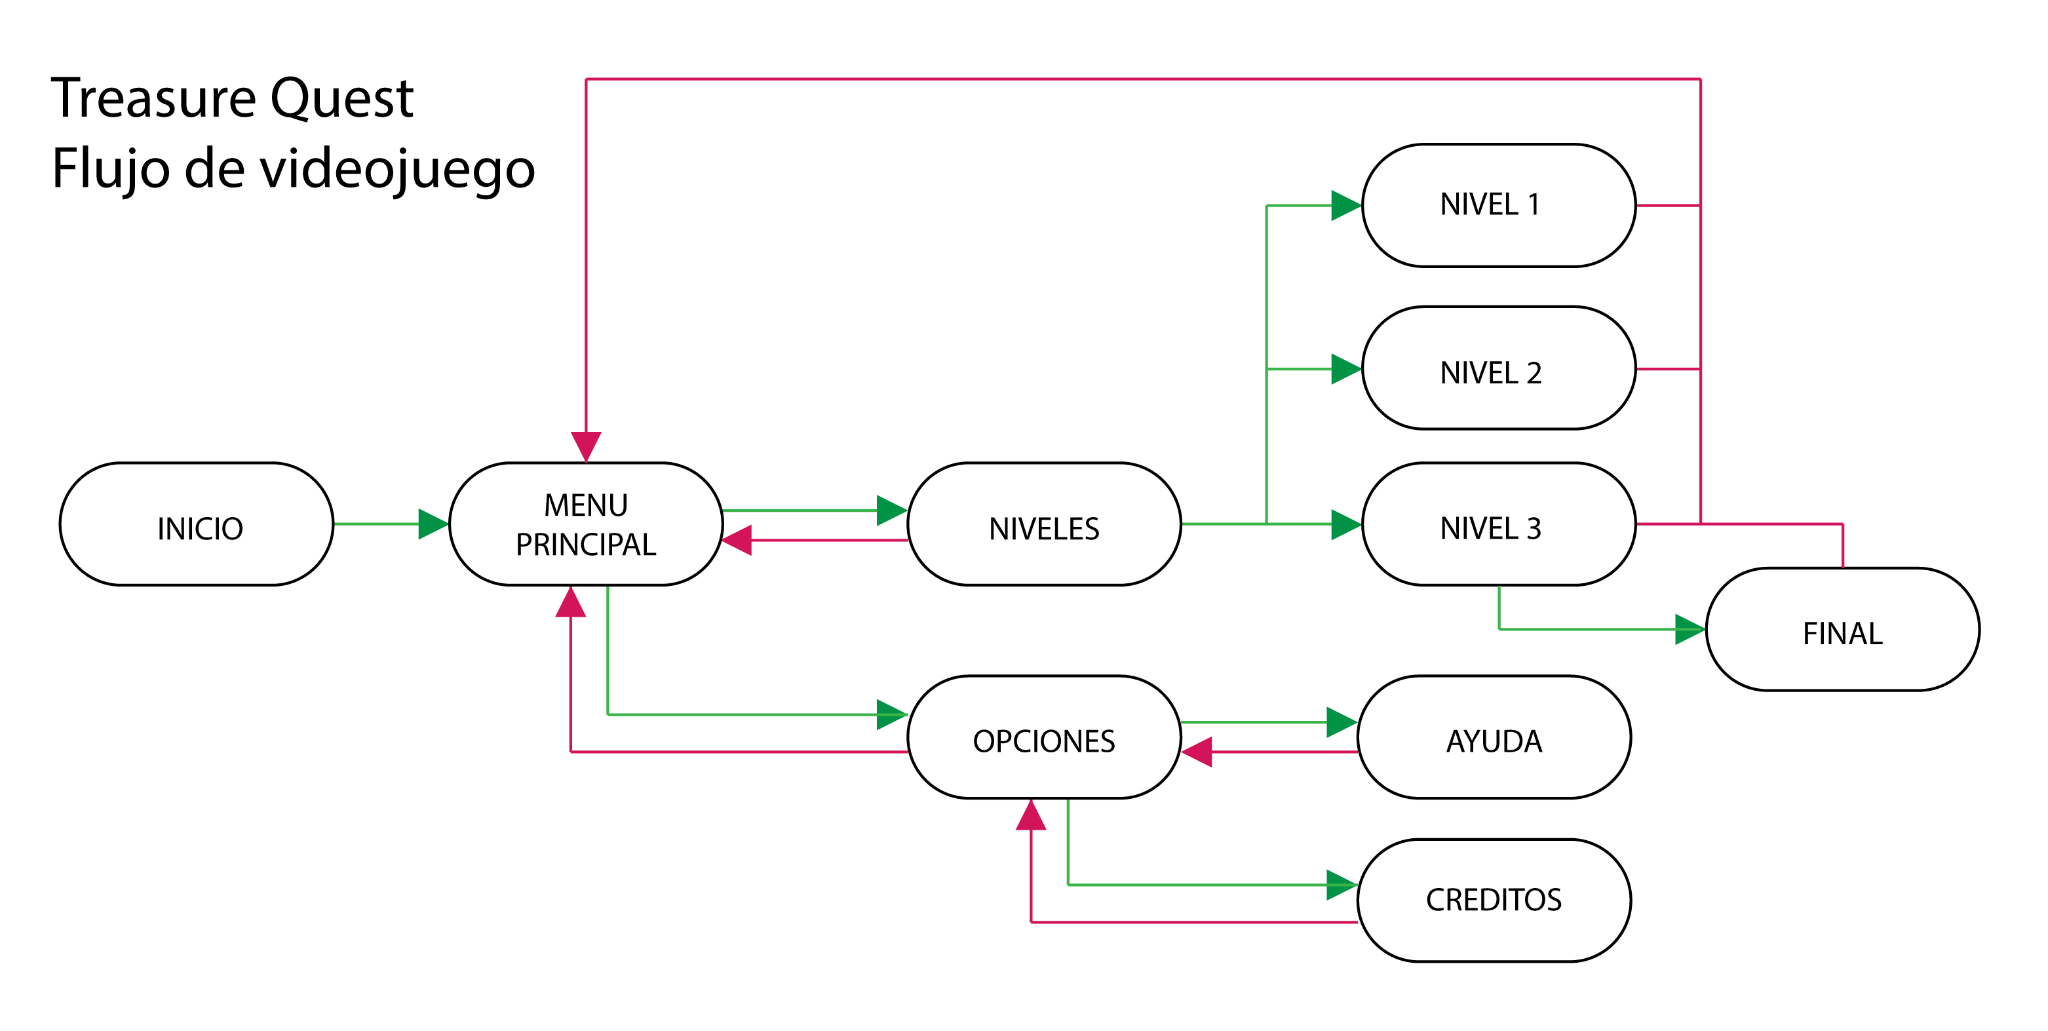 Treasure Quest
Flujo de videojuego
NIVEL 1
NIVEL 2
INICIO
MENU
PRINCIPAL
NIVELES
NIVEL 3
FINAL
OPCIONES
AYUDA
CREDITOS